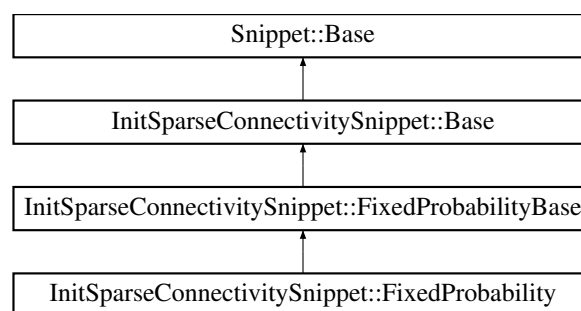 Snippet::Base
InitSparseConnectivitySnippet::Base
InitSparseConnectivitySnippet::FixedProbabilityBase
InitSparseConnectivitySnippet::FixedProbability